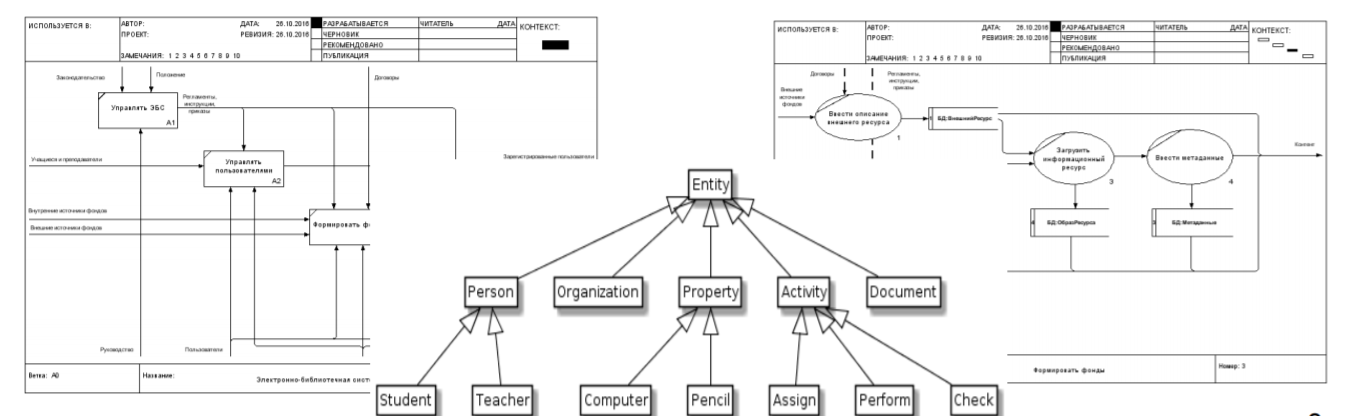 ИСПОЛЬЗУЕТСЯ В:
АВТОР:
ДАТА: 26.10.2016
ПРОЕКТ:
РЕВИЗИЯ: 26.10.2016
ЗАМЕЧАНИЯ: 1 2 3 4 5 6 7 8 9 10
РАЗРАБАТЫВАЕТСЯ
ЧЕРНОВИК
РЕКОМЕНДОВАНО
ПУБЛИКАЦИЯ
ЧИТАТЕЛЬ
ДАТА
КОНТЕКСТ:
Законодательство
Положение
Договоры
Управлять ЭБС
A1
Регламенты,
инструкции,
приказы
Учащиеся и преподаватели
Управлять
пользователями
A2
Зарегистрированные пользователи
Внутренние источники фондов
Внешние источники фондов
Формировать
Руководство
Пользователи
Ветка: A0
Название:
Электронно-библиотечная
Entity
Person
Organization
Property
Activity
Document
Student
Teacher
Computer
Pencil
Assign
Perform
Check
ИСПОЛЬЗУЕТСЯ В:
АВТОР:
ДАТА: 26.10.2016
ПРОЕКТ:
РЕВИЗИЯ: 26.10.2016
ЗАМЕЧАНИЯ: 1 2 3 4 5 6 7 8 9 10
РАЗРАБАТЫВАЕТСЯ
ЧЕРНОВИК
РЕКОМЕНДОВАНО
ПУБЛИКАЦИЯ
ЧИТАТЕЛЬ
ДАТА
КОНТЕКСТ:
Договоры
Регламенты,
инструкции,
приказы
Внешние
источники
фондов
Ввести описание
внешнего ресурса
1
1 БД:ВнешнийРесурс
Загрузить
информационный
ресурс
3
Ввести метаданные
4
Контент
БД:ОбразРесурса
БД:Метаданные
Формировать фонды
Номер: 3